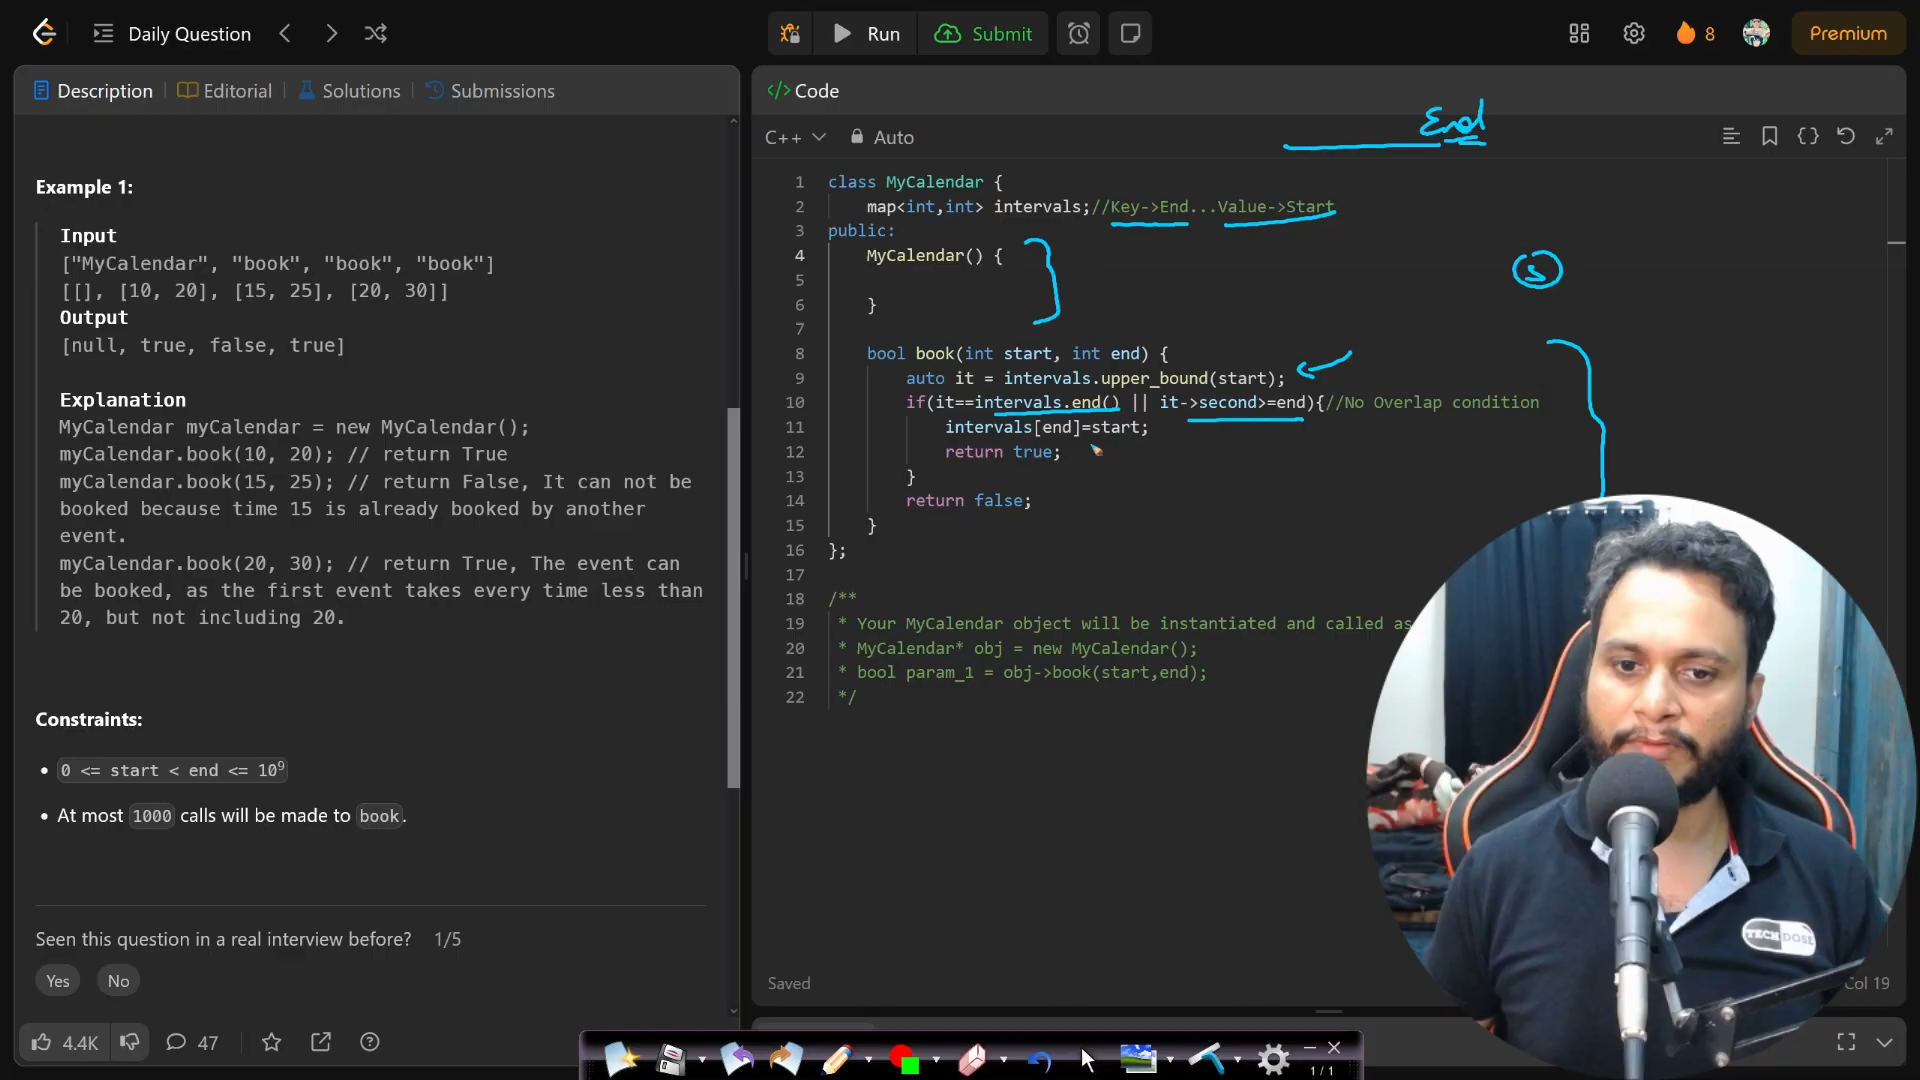 Daily Question
Run
Submit
8
Premium
Description
Editorial
Solutions
Submissions
Example 1:
Input
["MyCalendar", "book", "book", "book"]
[[], [10, 20], [15, 25], [20, 30]]
Output
[null, true, false, true]
Explanation
MyCalendar myCalendar = new MyCalendar();
myCalendar.book(10, 20); // return True
myCalendar.book(15, 25); // return False, It can not be
booked because time 15 is already booked by another
event.
myCalendar.book(20, 30); // return True, The event can
be booked, as the first event takes every time less than
20, but not including 20.
Constraints:
0 <= start < end <= 10⁹
At most 1000 calls will be made to book.
Seen this question in a real interview before? 1/5
Yes
No
4.4K
47
</> Code
End
C++
Auto
1 class MyCalendar {
2 map<int,int> intervals;//Key->End...Value->Start
3 public:
4 MyCalendar() {
5
6 }
7
8 bool book(int start, int end) {
9 auto it = intervals.upper_bound(start);
10 if(it==intervals.end() || it->second>=end){//No Overlap condition
11 intervals[end]=start;
12 return true;
13 }
14 return false;
15 }
16 };
17
18 /**
19 * Your MyCalendar object will be instantiated and called as
20 * MyCalendar* obj = new MyCalendar();
21 * bool param_1 = obj->book(start,end);
22 */
Saved
Col 19
TECH DOSE
1/1